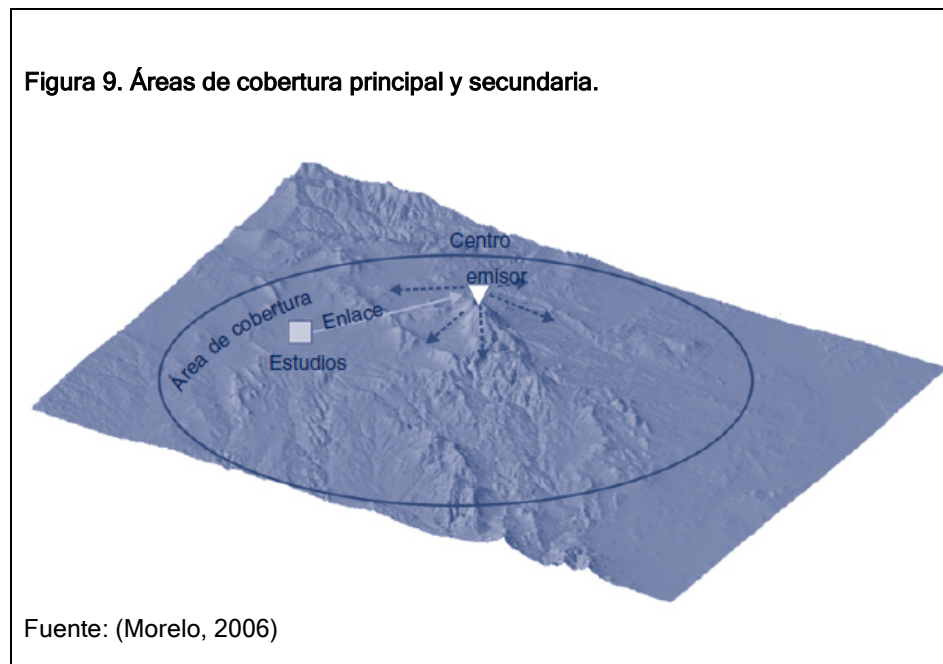 Figura 9. Áreas de cobertura principal y secundaria.
Centro
emisor
Área de cobertura
Enlace
Estudios
Fuente: (Morelo, 2006)